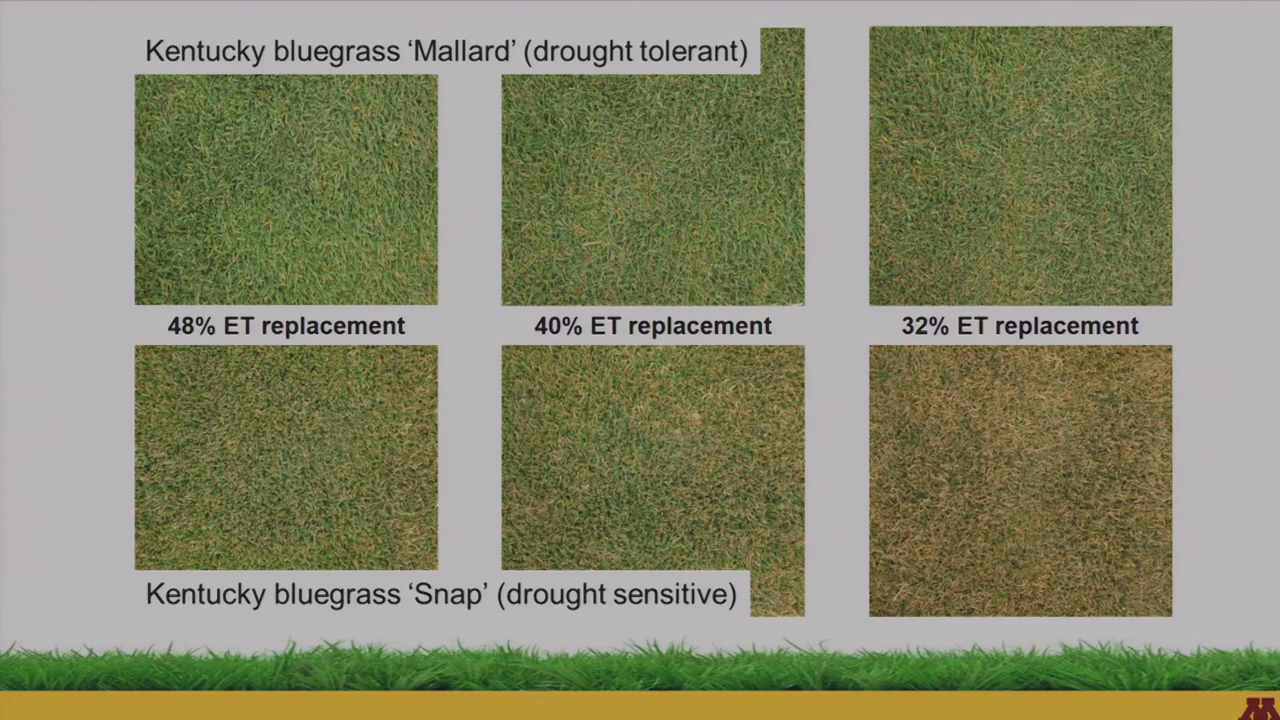 Kentucky bluegrass ‘Mallard’ (drought tolerant)
48% ET replacement
40% ET replacement
32% ET replacement
Kentucky bluegrass ‘Snap’ (drought sensitive)
M